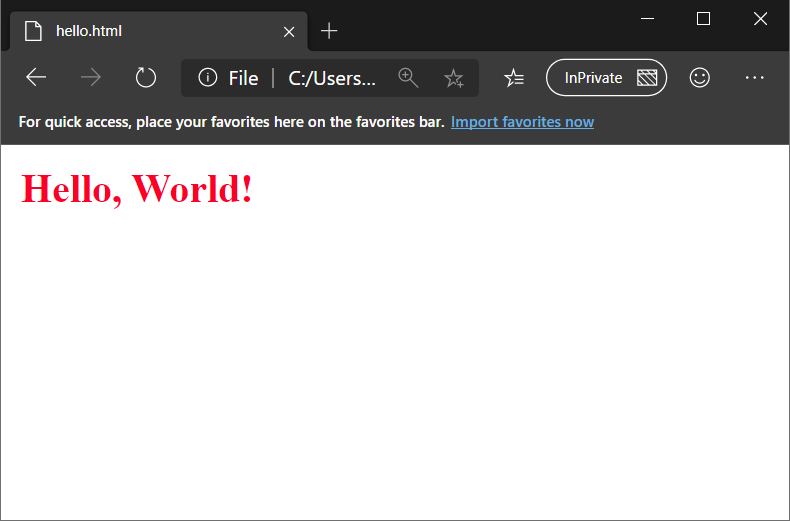 hello.html
File | C:/Users... InPrivate
For quick access, place your favorites here on the favorites bar. Import favorites now
Hello, World!